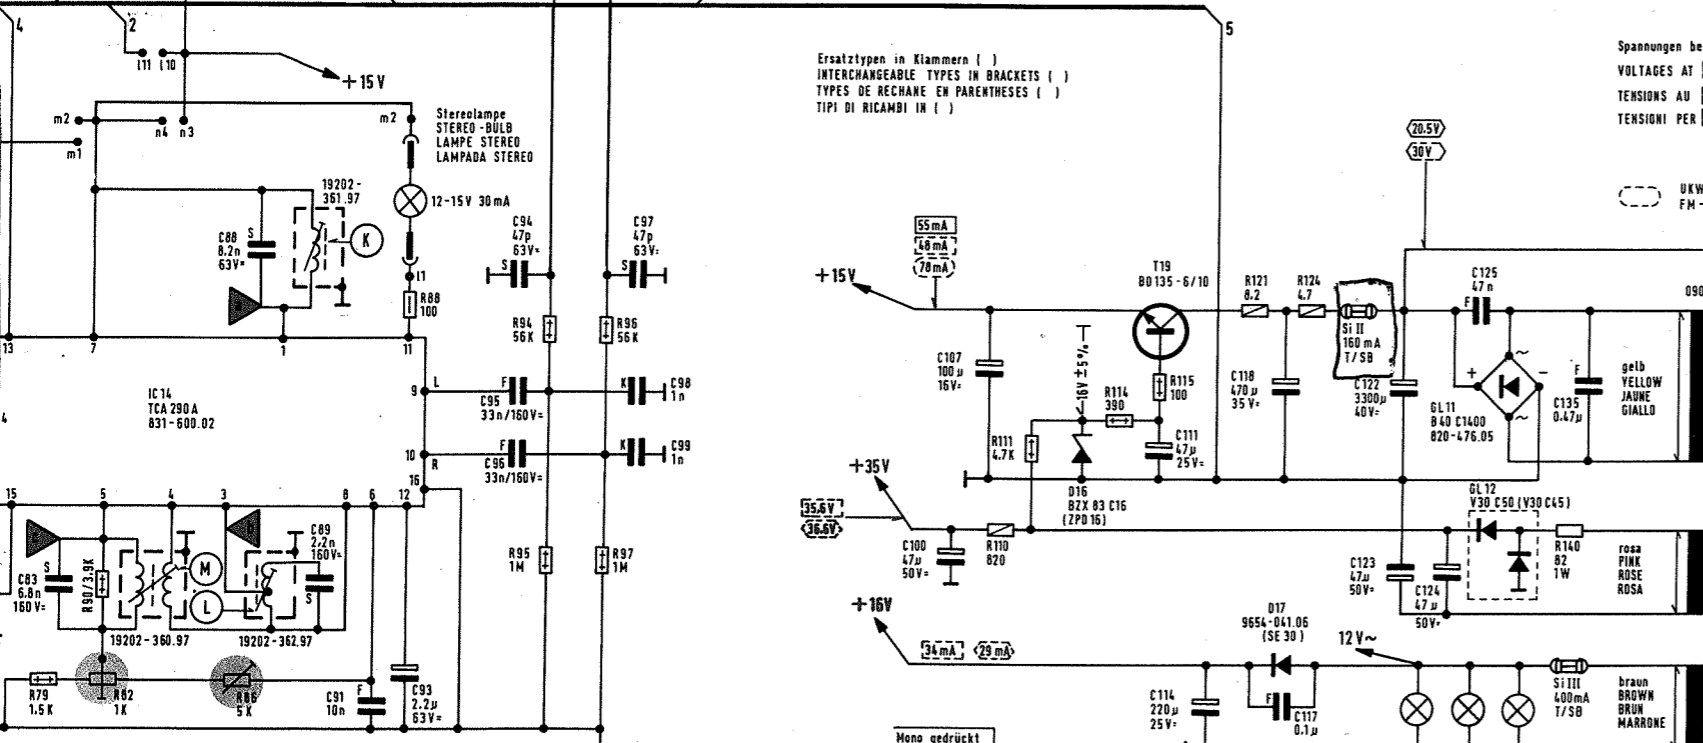 4
2
5
l11 l10
+15V
m2
n4 n3
m1
m2
Stereolampe
STEREO-BULB
LAMPE STEREO
LAMPADA STEREO
12-15V 30mA
19202-
361.97
K
C88
8.2n
63V=
S
l1
R88
100
13
7
1
11
IC14
TCA 290A
831-600.02
4
9
L
10
R
16
C94
47p
63V=
S
C97
47p
63V=
S
R94
56K
R96
56K
F
C95
33n/160V=
K
C98
1n
F
C96
33n/160V=
K
C99
1n
15
5
4
3
8
6
12
C83
6.8n
160V=
S
R90/3.9K
M
L
C89
2,2n
160V=
S
19202-360.97
19202-362.97
R95
1M
R97
1M
R79
1.5K
R82
1K
R86
5K
C91
10n
F
C93
2.2µ
63V=
Ersatztypen in Klammern ( )
INTERCHANGEABLE TYPES IN BRACKETS ( )
TYPES DE RECHANE EN PARENTHESES ( )
TIPI DI RICAMBI IN ( )
Spannungen be
VOLTAGES AT
TENSIONS AU
TENSIONI PER
UKW
FM-
20.5V
30V
55mA
48mA
78mA
+15V
T19
BD135-6/10
R121
8.2
R124
4.7
Si II
160 mA
T/SB
C125
47n
F
090
C107
100µ
16V=
16V ±5%
R114
390
R115
100
R111
4.7K
C111
47µ
25V=
C118
470µ
35V=
C122
3300µ
40V=
+
~
-
~
GL11
B40 C1400
820-476.05
F
C135
0.47µ
gelb
YELLOW
JAUNE
GIALLO
D16
BZX 83 C16
(ZPD16)
+35V
35.6V
36.6V
C100
47µ
50V=
R110
820
GL12
V30 C50 (V30 C45)
R140
82
1W
C123
47µ
50V=
C124
47µ
50V=
rosa
PINK
ROSE
ROSA
+16V
34mA
29mA
D17
9654-041.06
(SE30)
12V~
C114
220µ
25V=
F
C117
0.1µ
Si III
400mA
T/SB
braun
BROWN
BRUN
MARRONE
Mono gedrückt